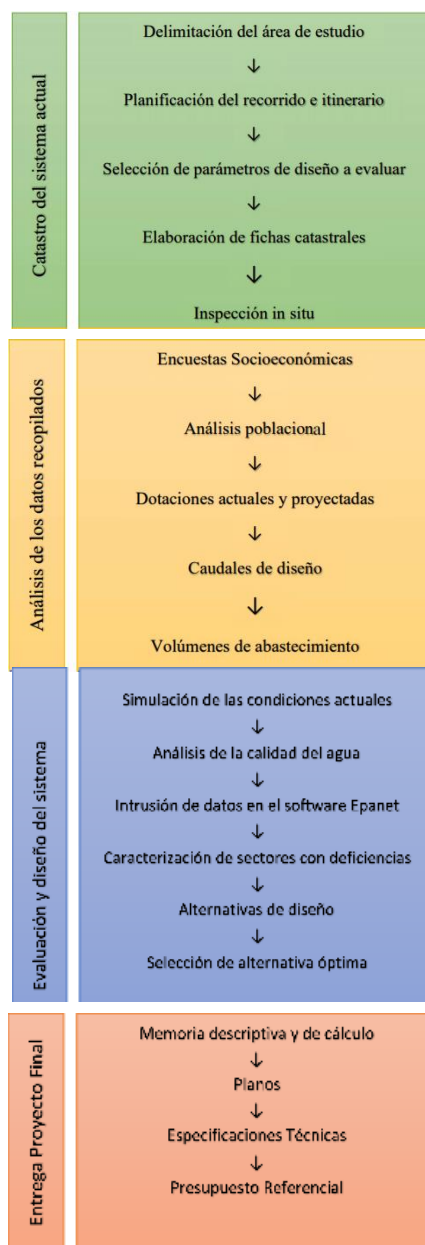 Catastro del sistema actual
Delimitación del área de estudio
Planificación del recorrido e itinerario
Selección de parámetros de diseño a evaluar
Elaboración de fichas catastrales
Inspección in situ
Análisis de los datos recopilados
Encuestas Socioeconómicas
Análisis poblacional
Dotaciones actuales y proyectadas
Caudales de diseño
Volúmenes de abastecimiento
Evaluación y diseño del sistema
Simulación de las condiciones actuales
Análisis de la calidad del agua
Intrusión de datos en el software Epanet
Caracterización de sectores con deficiencias
Alternativas de diseño
Selección de alternativa óptima
Entrega Proyecto Final
Memoria descriptiva y de cálculo
Planos
Especificaciones Técnicas
Presupuesto Referencial